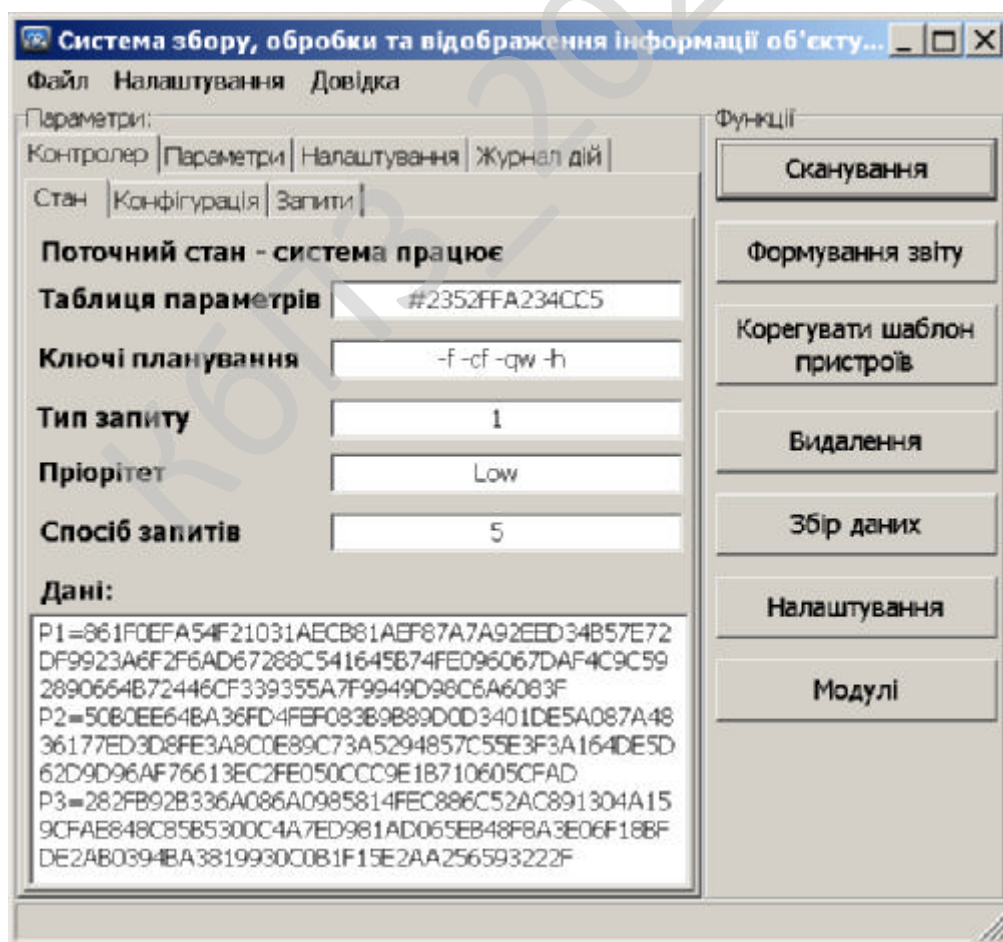 Система збору, обробки та відображення інформації об'єкту...
Файл Налаштування Довідка
Параметри:
Контролер Параметри Налаштування Журнал дій
Стан Конфігурація Запити
Поточний стан - система працює
Таблиця параметрів #2352FFA234CC5
Ключі планування -f -cf -qw -h
Тип запиту 1
Пріорітет Low
Спосіб запитів 5
Дані:
P1=861F0EFA54F21031AECB81AEF87A7A92EED34B57E72
DF9923A6F2F6AD67288C541645B74FE096067DAF4C9C59
2890664B72446CF339355A7F9949D98C6A6083F
P2=50B0EE64BA36FD4FEF083B9B89D0D3401DE5A087A48
36177ED3D8FE3A8C0E89C73A5294857C55E3F3A164DE5D
62D9D96AF76613EC2FE050CCC9E1B710605CFAD
P3=282FB92B336A086A0985814FEC886C52AC891304A15
9CFAE848C85B5300C4A7ED981AD065EB48F8A3E06F18BF
DE2AB0394BA3819930C0B1F15E2AA256593222F
Функції
Сканування
Формування звіту
Корегувати шаблон
пристроїв
Видалення
Збір даних
Налаштування
Модулі